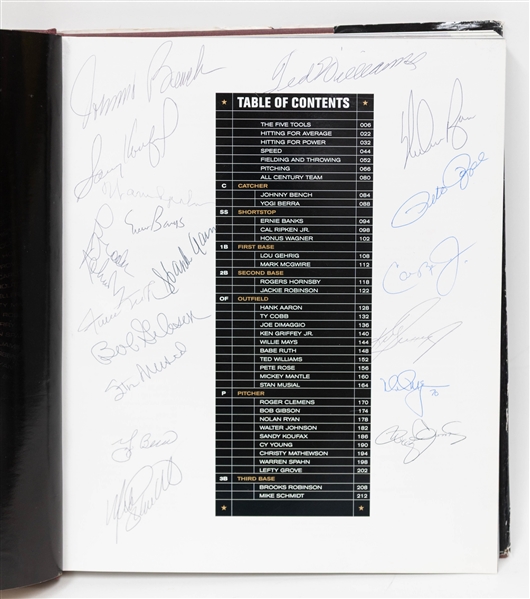 Johnny Bench
Ted Williams
Sandy Koufax
Nolan Ryan
Pete Rose
Ernie Banks
Hank Aaron
Bob Gibson
Stan Musial
Mike Schmidt
TABLE OF CONTENTS
THE FIVE TOOLS 006
HITTING FOR AVERAGE 022
HITTING FOR POWER 032
SPEED 044
FIELDING AND THROWING 052
PITCHING 066
ALL CENTURY TEAM 080
C CATCHER
JOHNNY BENCH 084
YOGI BERRA 088
SS SHORTSTOP
ERNIE BANKS 094
CAL RIPKEN JR. 098
HONUS WAGNER 102
1B FIRST BASE
LOU GEHRIG 108
MARK MCGWIRE 112
2B SECOND BASE
ROGERS HORNSBY 118
JACKIE ROBINSON 122
OF OUTFIELD
HANK AARON 128
TY COBB 132
JOE DIMAGGIO 136
KEN GRIFFEY JR. 140
WILLIE MAYS 144
BABE RUTH 148
TED WILLIAMS 152
PETE ROSE 156
MICKEY MANTLE 160
STAN MUSIAL 164
P PITCHER
ROGER CLEMENS 170
BOB GIBSON 174
NOLAN RYAN 178
WALTER JOHNSON 182
SANDY KOUFAX 186
CY YOUNG 190
CHRISTY MATHEWSON 194
WARREN SPAHN 198
LEFTY GROVE 202
3B THIRD BASE
BROOKS ROBINSON 208
MIKE SCHMIDT 212